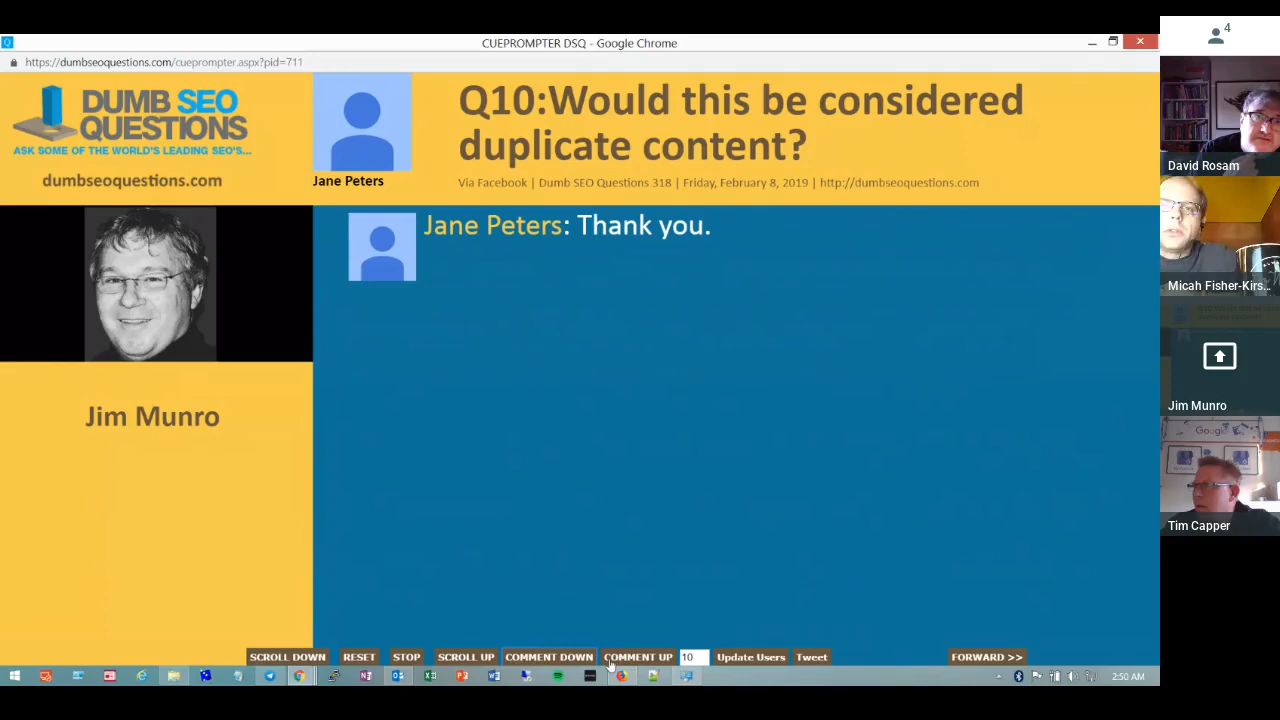 CUEPROMPTER DSQ - Google Chrome
https://dumbseoquestions.com/cueprompter.aspx?pid=711
DUMB SEO
QUESTIONS
ASK SOME OF THE WORLD'S LEADING SEO'S...
dumbseoquestions.com
Jane Peters
Q10:Would this be considered
duplicate content?
Via Facebook | Dumb SEO Questions 318 | Friday, February 8, 2019 | http://dumbseoquestions.com
Jane Peters: Thank you.
Jim Munro
SCROLL DOWN RESET STOP SCROLL UP COMMENT DOWN COMMENT UP 10 Update Users Tweet FORWARD >>
2:50 AM
4
David Rosam
Micah Fisher-Kirs...
Jim Munro
Google
Tim Capper